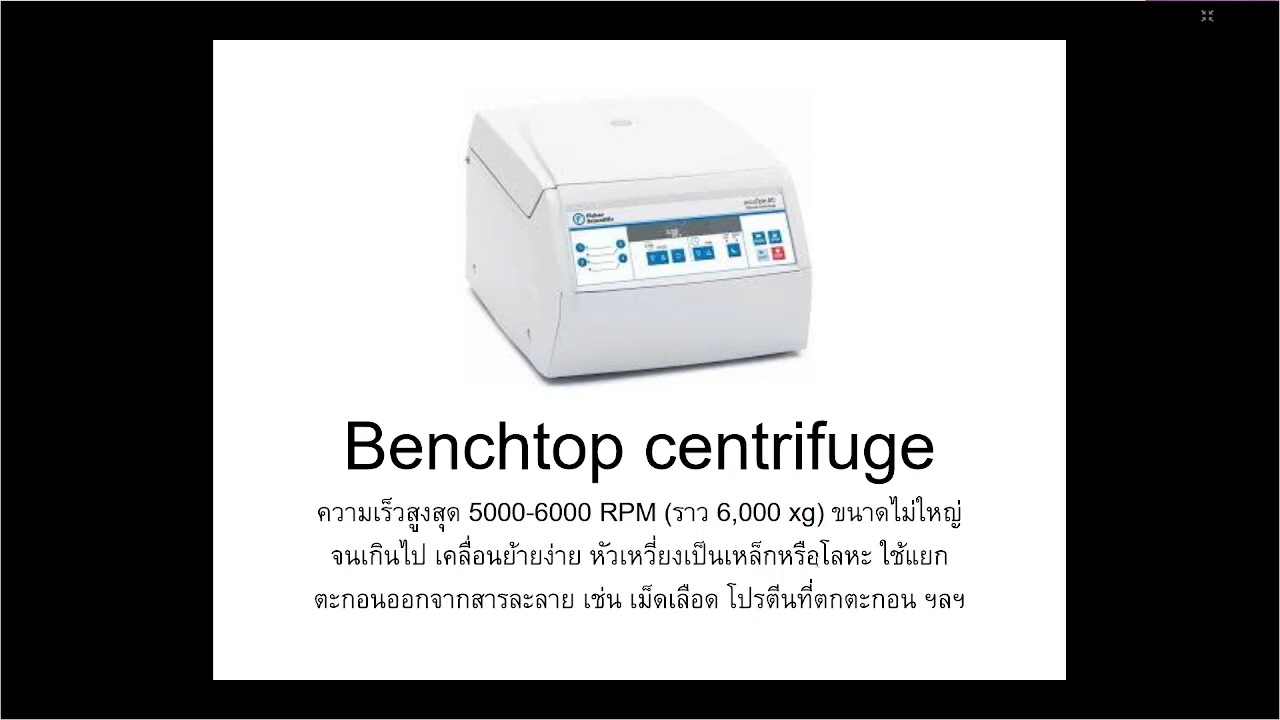 Fisher
Scientific
Benchtop centrifuge
ความเร็วสูงสุด 5000-6000 RPM (ราว 6,000 xg) ขนาดไม่ใหญ่
จนเกินไป เคลื่อนย้ายง่าย หัวเหวี่ยงเป็นเหล็กหรือโลหะ ใช้แยก
ตะกอนออกจากสารละลาย เช่น เม็ดเลือด โปรตีนที่ตกตะกอน ฯลฯ